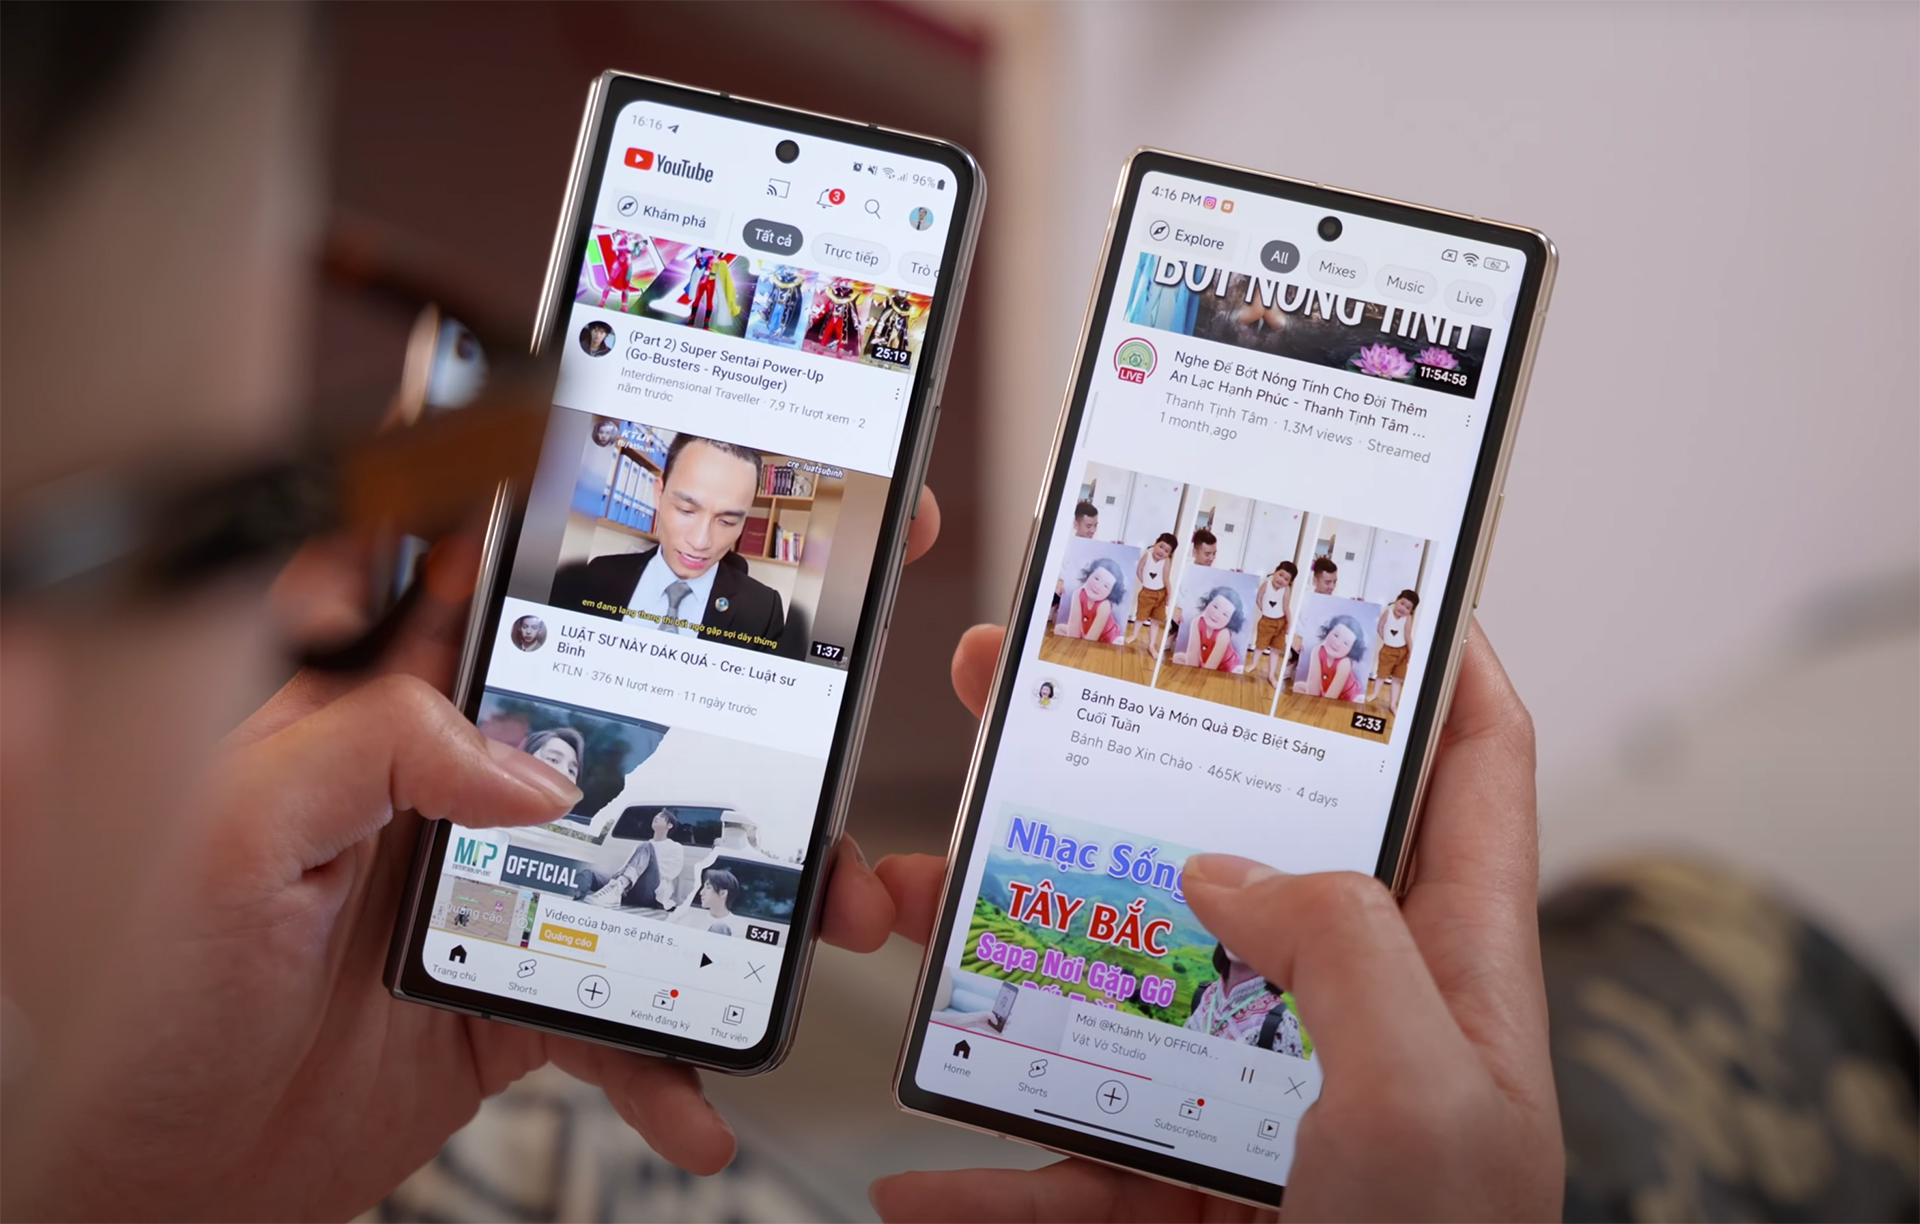 16:16
96%
YouTube
3
Khám phá
Tất cả
Trực tiếp
25:19
(Part 2) Super Sentai Power-Up
(Go-Busters - Ryusoulger)
Interdimensional Traveller · 7,9 Tr lượt xem · 2
năm trước
KTLN
fb/ktln.vn
cre luatsubinh
em đang lang thang thì bất ngờ gặp sợi dây thừng
1:37
LUẬT SƯ NÀY DARK QUÁ - Cre: Luật sư
Bình
KTLN · 376 N lượt xem · 11 ngày trước
OFFICIAL
5:41
Quảng cáo
Video của bạn sẽ phát s..
Quảng cáo
Trang chủ
Shorts
Kênh đăng ký
Thư viện
4:16 PM
62
Explore
All
Mixes
Music
Live
BỚT NÓNG TÍNH
11:54:58
LIVE
Nghe Để Bớt Nóng Tính Cho Đời Thêm
An Lạc Hạnh Phúc - Thanh Tịnh Tâm ...
Thanh Tịnh Tâm · 1.3M views · Streamed
1 month ago
2:33
Bánh Bao Và Món Quà Đặc Biệt Sáng
Cuối Tuần
Bánh Bao Xin Chào · 465K views · 4 days
ago
Nhạc Sống
TÂY BẮC
Sapa Nơi Gặp Gỡ
Mời @Khánh Vy OFFICIA...
Vật Vờ Studio
Home
Shorts
Subscriptions
Library